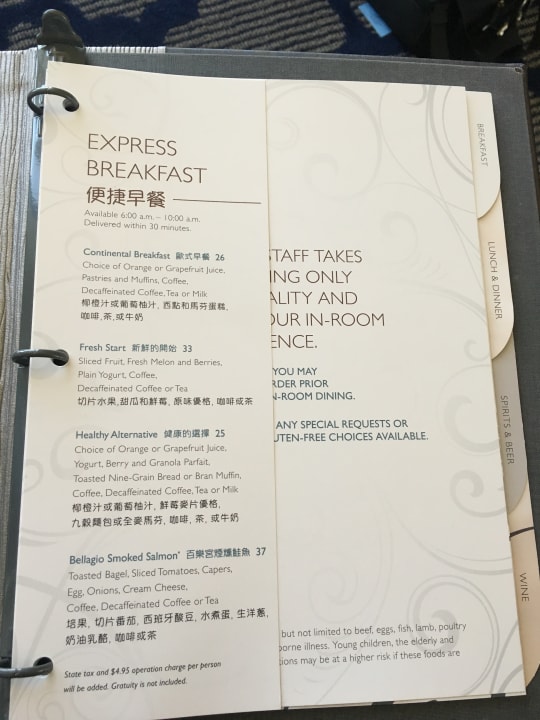 EXPRESS
BREAKFAST
便捷早餐
Available 6:00 a.m. – 10:00 a.m.
Delivered within 30 minutes.
Continental Breakfast 歐式早餐 26
Choice of Orange or Grapefruit Juice,
Pastries and Muffins, Coffee,
Decaffeinated Coffee, Tea or Milk
柳橙汁或葡萄柚汁, 西點和馬芬蛋糕,
咖啡,茶,或牛奶
Fresh Start 新鮮的開始 33
Sliced Fruit, Fresh Melon and Berries,
Plain Yogurt, Coffee,
Decaffeinated Coffee or Tea
切片水果,甜瓜和鮮莓, 原味優格, 咖啡或茶
Healthy Alternative 健康的選擇 25
Choice of Orange or Grapefruit Juice,
Yogurt, Berry and Granola Parfait,
Toasted Nine-Grain Bread or Bran Muffin,
Coffee, Decaffeinated Coffee, Tea or Milk
柳橙汁或葡萄柚汁, 鮮莓麥片優格,
九穀麵包或全麥馬芬, 咖啡, 茶, 或牛奶
Bellagio Smoked Salmon* 百樂宮煙燻鮭魚 37
Toasted Bagel, Sliced Tomatoes, Capers,
Egg, Onions, Cream Cheese,
Coffee, Decaffeinated Coffee or Tea
培果, 切片番茄, 西班牙酸豆, 水煮蛋, 生洋蔥,
奶油乳酪, 咖啡或茶
State tax and $4.95 operation charge per person
will be added. Gratuity is not included.
STAFF TAKES
ING ONLY
ALITY AND
OUR IN-ROOM
ENCE.
YOU MAY
RDER PRIOR
N-ROOM DINING.
ANY SPECIAL REQUESTS OR
UTEN-FREE CHOICES AVAILABLE.
but not limited to beef, eggs, fish, lamb, poultry
orne illness. Young children, the elderly and
tions may be at a higher risk if these foods are
BREAKFAST
LUNCH & DINNER
SPIRITS & BEER
WINE